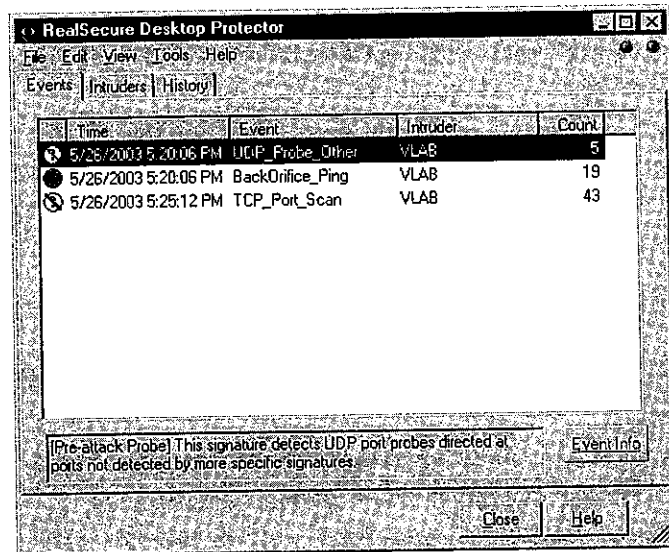 RealSecure Desktop Protector
File Edit View Tools Help
Events Intruders History
Time Event Intruder Count
5/26/2003 5:20:06 PM UDP_Probe_Other VLAB 5
5/26/2003 5:20:06 PM BackOrifice_Ping VLAB 19
5/26/2003 5:25:12 PM TCP_Port_Scan VLAB 43
[Pre-attack Probe] This signature detects UDP port probes directed at
ports not detected by more specific signatures.
Event Info
Close Help